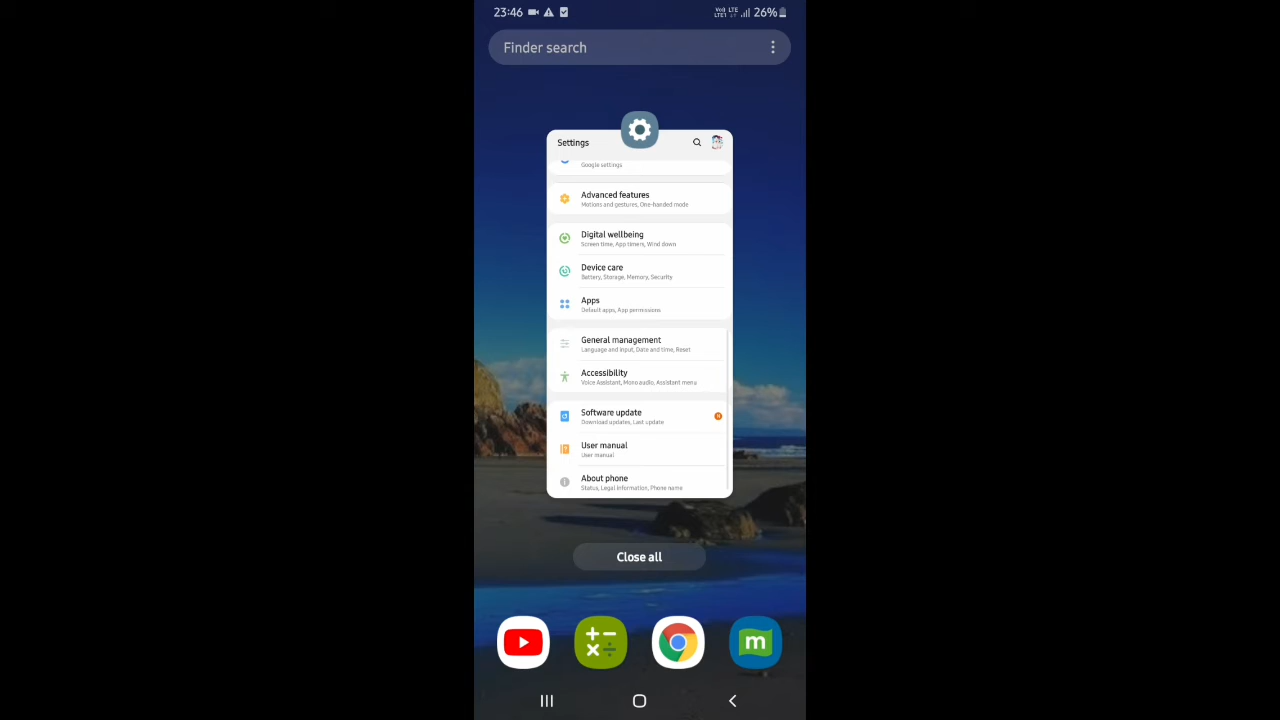 23:46 Vo)) LTE LTE1 26%
Finder search
Settings
Google settings
Advanced features
Motions and gestures, One-handed mode
Digital wellbeing
Screen time, App timers, Wind down
Device care
Battery, Storage, Memory, Security
Apps
Default apps, App permissions
General management
Language and input, Date and time, Reset
Accessibility
Voice Assistant, Mono audio, Assistant menu
Software update
Download updates, Last update
N
User manual
User manual
About phone
Status, Legal information, Phone name
Close all
m